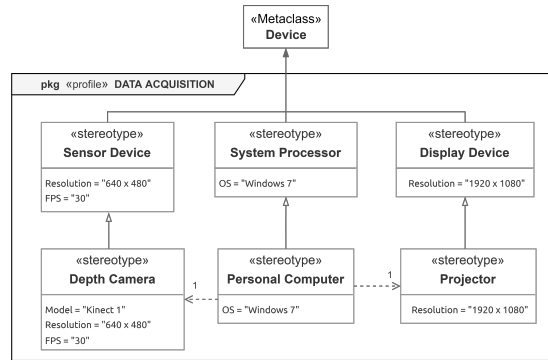 «Metaclass»
Device
pkg «profile» DATA ACQUISITION
«stereotype»
Sensor Device
Resolution = "640 x 480"
FPS = "30"
«stereotype»
System Processor
OS = "Windows 7"
«stereotype»
Display Device
Resolution = "1920 x 1080"
«stereotype»
Depth Camera
Model = "Kinect 1"
Resolution = "640 x 480"
FPS = "30"
1
«stereotype»
Personal Computer
OS = "Windows 7"
1
«stereotype»
Projector
Resolution = "1920 x 1080"